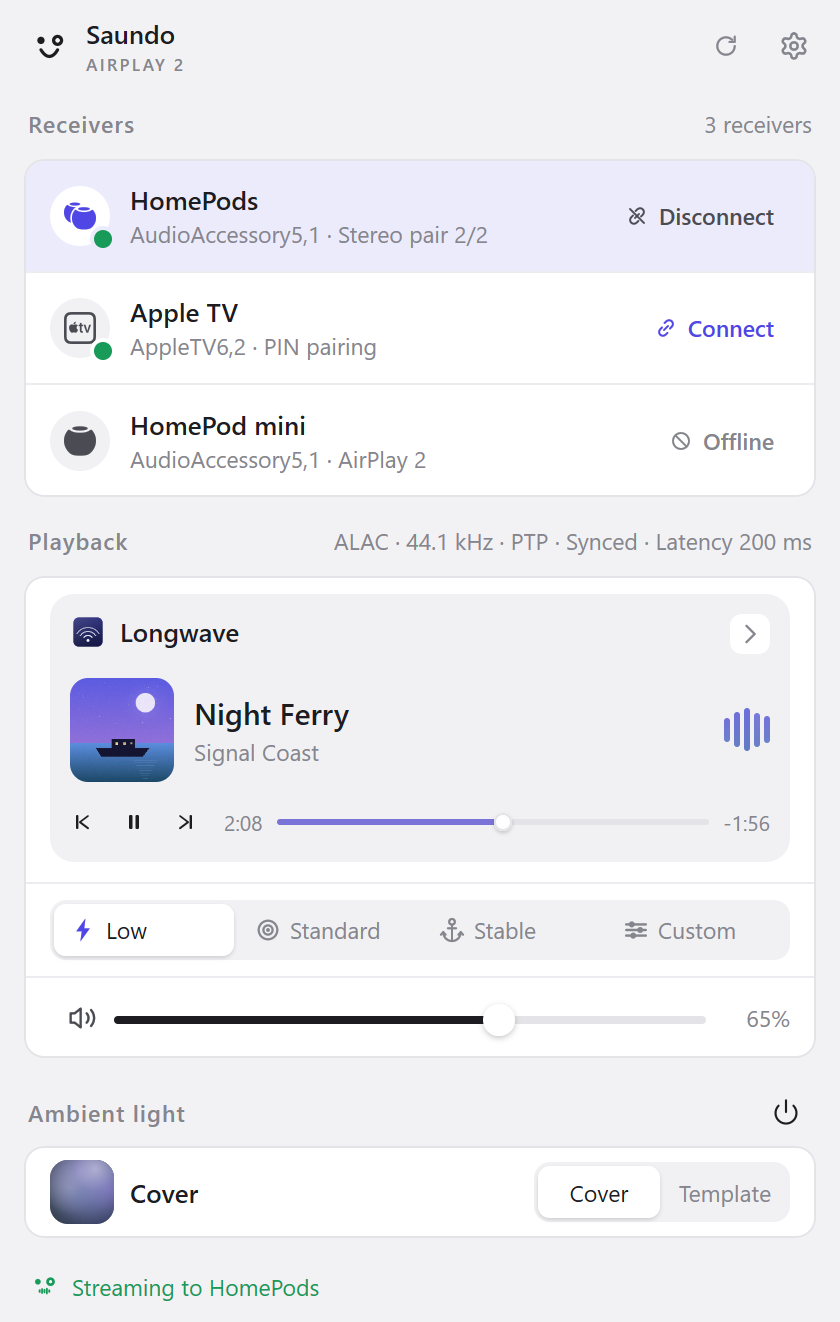 Saundo
AIRPLAY 2
Receivers
3 receivers
HomePods
AudioAccessory5,1 · Stereo pair 2/2
Disconnect
tv
Apple TV
AppleTV6,2 · PIN pairing
Connect
HomePod mini
AudioAccessory5,1 · AirPlay 2
Offline
Playback
ALAC · 44.1 kHz · PTP · Synced · Latency 200 ms
Longwave
Night Ferry
Signal Coast
2:08
-1:56
Low
Standard
Stable
Custom
65%
Ambient light
Cover
Cover
Template
Streaming to HomePods